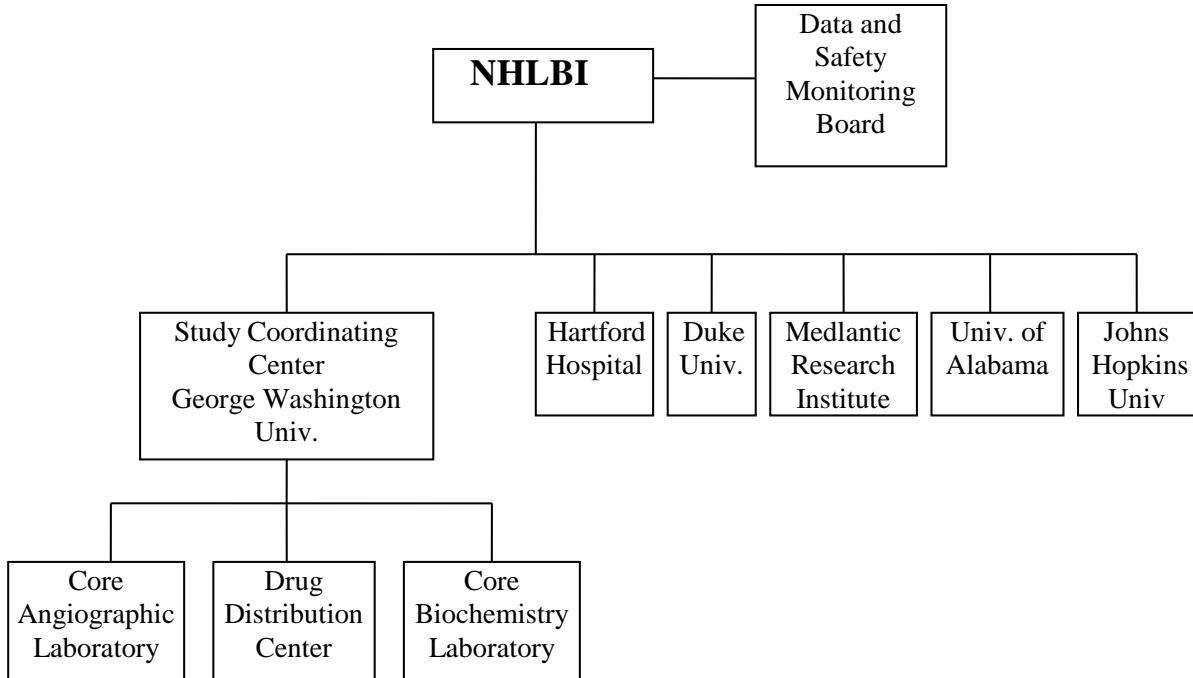 NHLBI
Data and
Safety
Monitoring
Board
Study Coordinating
Center
George Washington
Univ.
Hartford
Hospital
Duke
Univ.
Medlantic
Research
Institute
Univ. of
Alabama
Johns
Hopkins
Univ
Core
Angiographic
Laboratory
Drug
Distribution
Center
Core
Biochemistry
Laboratory